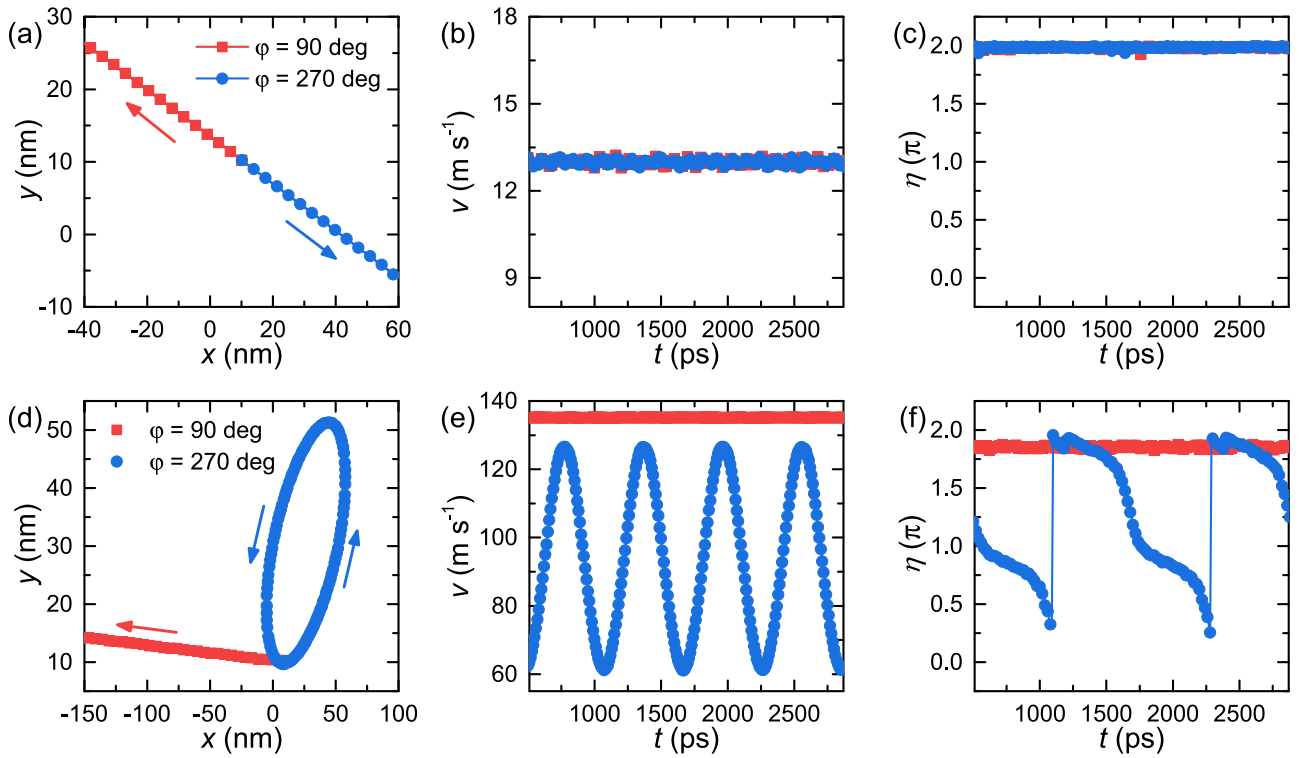 (a)
φ = 90 deg
φ = 270 deg
30
20
10
0
-10
y (nm)
-40 -20 0 20 40 60
x (nm)
(b)
18
15
12
9
v (m s⁻¹)
1000 1500 2000 2500
t (ps)
(c)
2.0
1.5
1.0
0.5
0.0
η (π)
1000 1500 2000 2500
t (ps)
(d)
φ = 90 deg
φ = 270 deg
50
40
30
20
10
y (nm)
-150 -100 -50 0 50 100
x (nm)
(e)
140
120
100
80
60
v (m s⁻¹)
1000 1500 2000 2500
t (ps)
(f)
2.0
1.5
1.0
0.5
0.0
η (π)
1000 1500 2000 2500
t (ps)